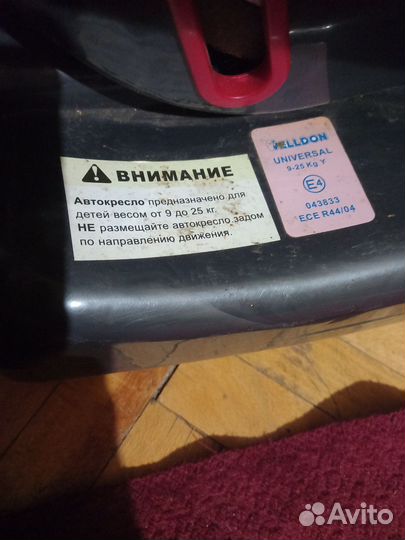 ВНИМАНИЕ
Автокресло предназначено для
детей весом от 9 до 25 кг.
НЕ размещайте автокресло задом
по направлению движения.
WELLDON
UNIVERSAL
9-25 Kg Y
E4
043833
ECE R44/04
Avito